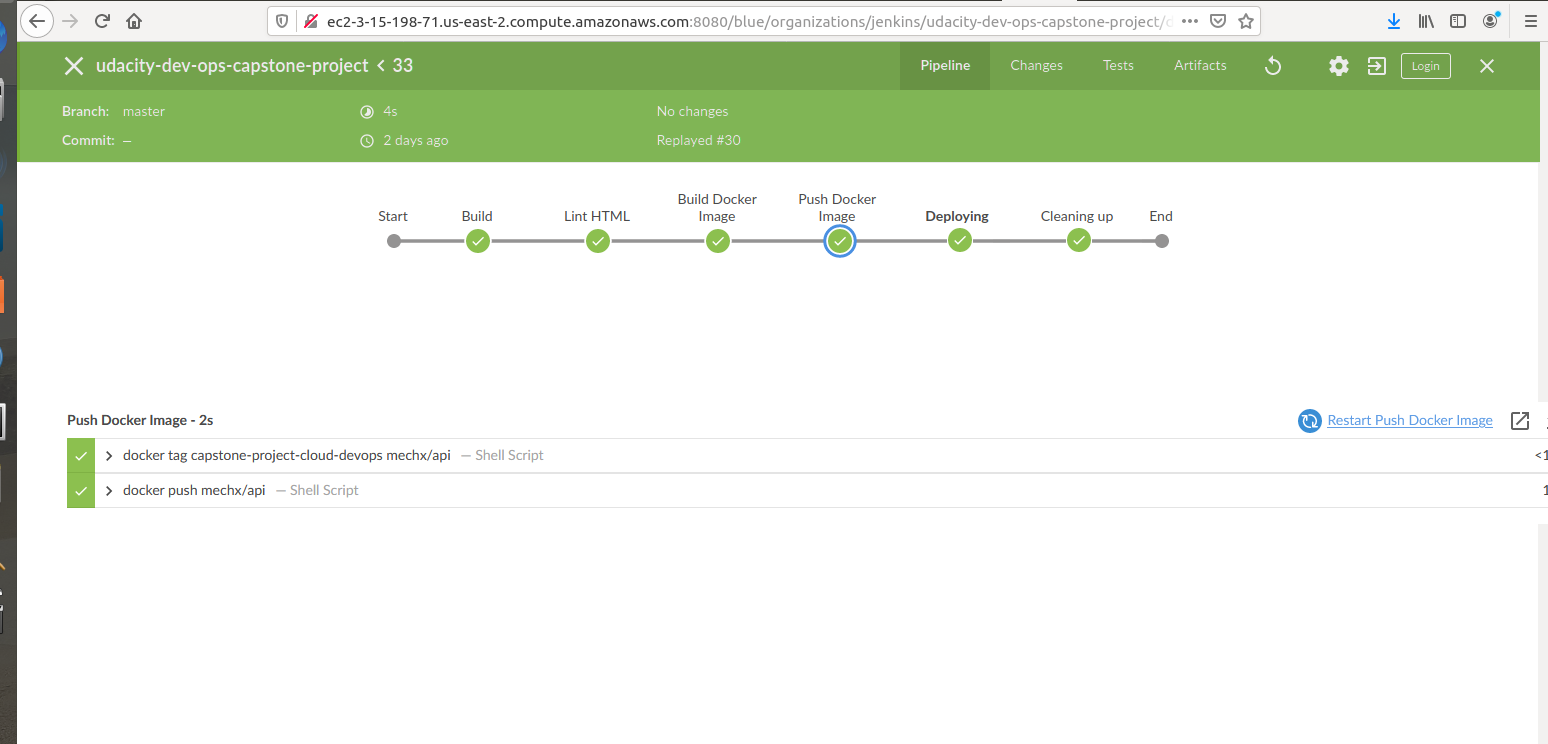 ec2-3-15-198-71.us-east-2.compute.amazonaws.com:8080/blue/organizations/jenkins/udacity-dev-ops-capstone-project/
udacity-dev-ops-capstone-project < 33
Pipeline Changes Tests Artifacts Login
Branch: master 4s No changes
Commit: – 2 days ago Replayed #30
Build Docker Push Docker
Start Build Lint HTML Image Image Deploying Cleaning up End
Push Docker Image - 2s Restart Push Docker Image
docker tag capstone-project-cloud-devops mechx/api — Shell Script <1
docker push mechx/api — Shell Script 1